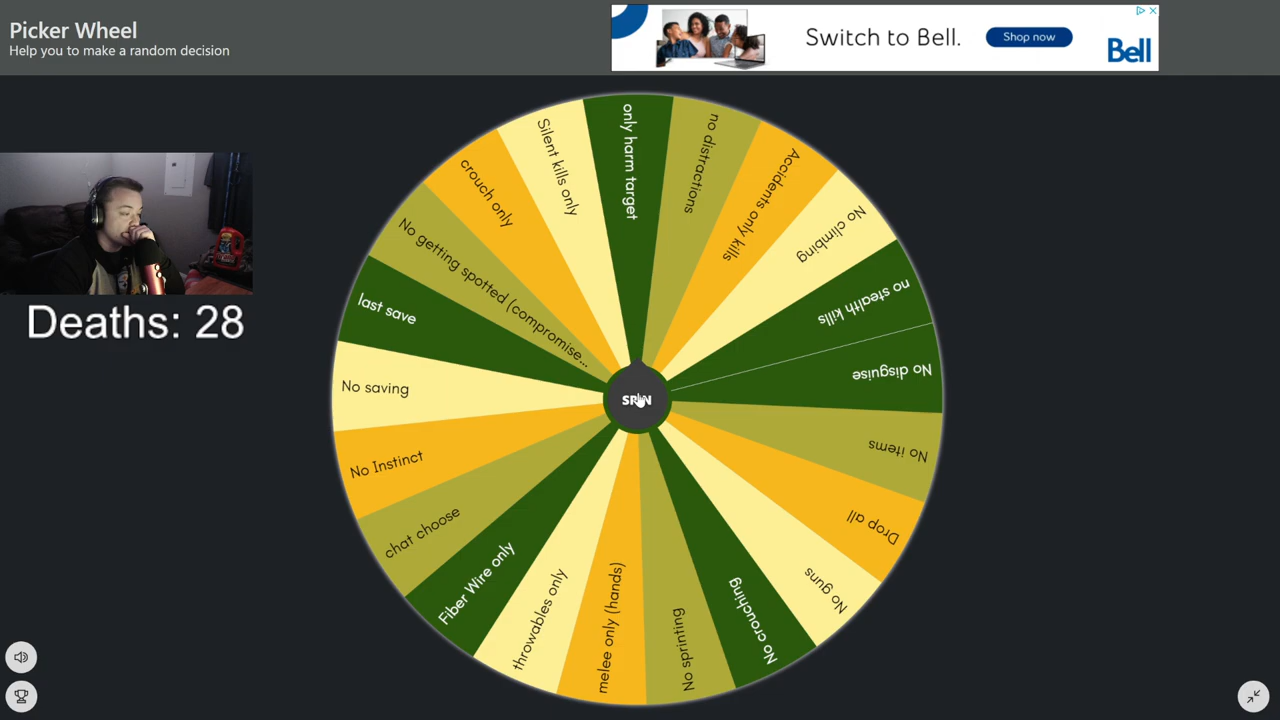 Picker Wheel
Help you to make a random decision
Switch to Bell.
Shop now
Bell
Deaths: 28
only harm target
no distractions
Accidents only kills
No climbing
no stealth kills
No disguise
No items
Drop all
No guns
No crouching
No sprinting
melee only (hands)
throwables only
Fiber Wire only
chat choose
No Instinct
No saving
last save
No getting spotted (compromise...
crouch only
Silent kills only
SPIN